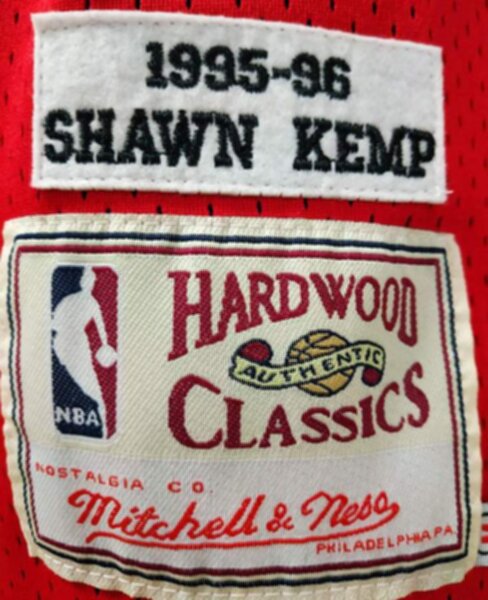 1995-96
SHAWN KEMP
HARDWOOD
AUTHENTIC
CLASSICS
NBA
NOSTALGIA CO.
Mitchell & Ness
PHILADELPHIA PA